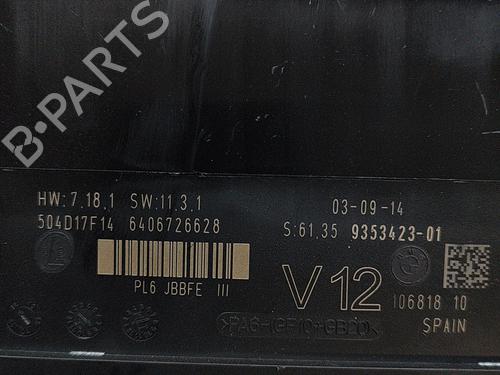 B-PARTS
HW:7.18.1 SW:11.3.1
03-09-14
504D17F14 6406726628
S:61.35 9353423-01
PL6 JBBFE III
V12
106818 10
>PA6-(GF10+GB20)<
SPAIN